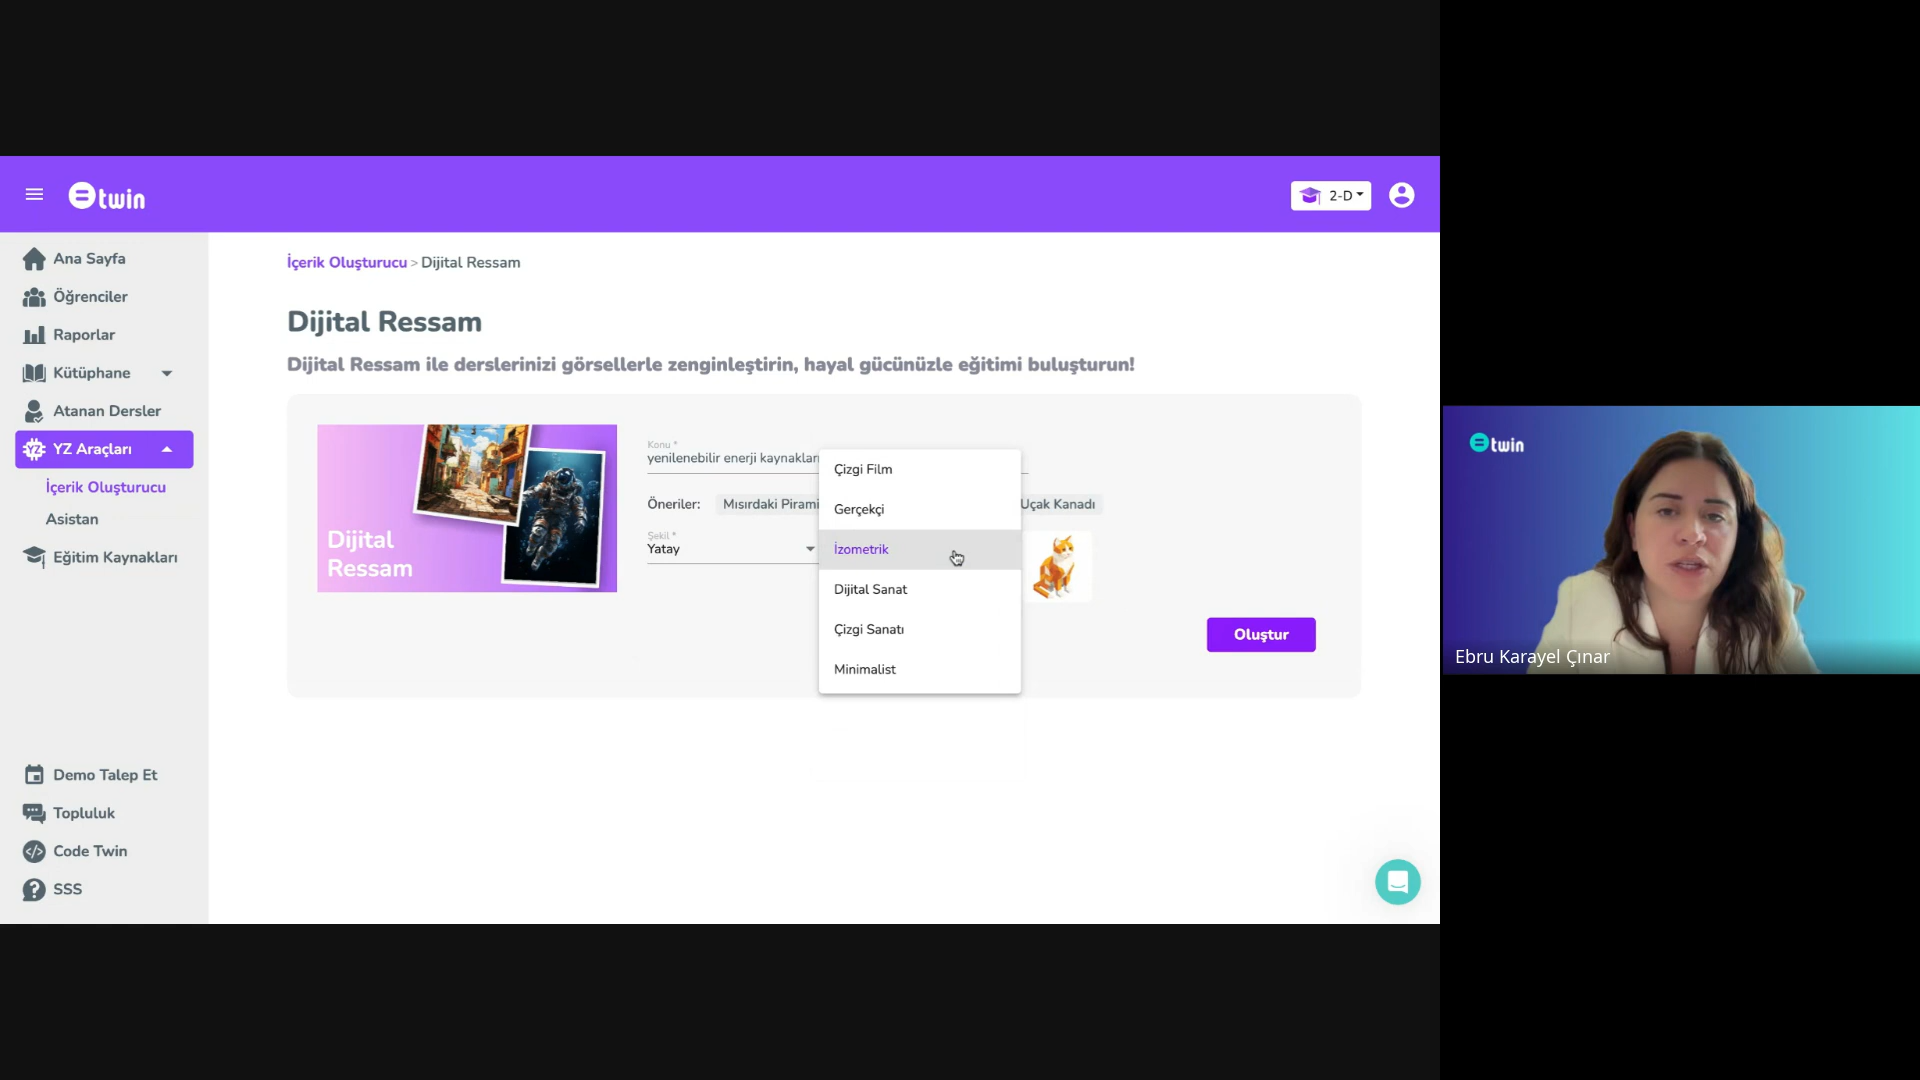 twin
2-D
Ana Sayfa
Öğrenciler
Raporlar
Kütüphane
Atanan Dersler
YZ
YZ Araçları
İçerik Oluşturucu
Asistan
Eğitim Kaynakları
Demo Talep Et
Topluluk
Code Twin
SSS
İçerik Oluşturucu > Dijital Ressam
Dijital Ressam
Dijital Ressam ile derslerinizi görsellerle zenginleştirin, hayal gücünüzle eğitimi buluşturun!
Dijital
Ressam
Konu *
yenilenebilir enerji kaynakları
Öneriler: Mısırdaki Pirami Uçak Kanadı
Şekil *
Yatay
Çizgi Film
Gerçekçi
İzometrik
Dijital Sanat
Çizgi Sanatı
Minimalist
Oluştur
twin
Ebru Karayel Çınar